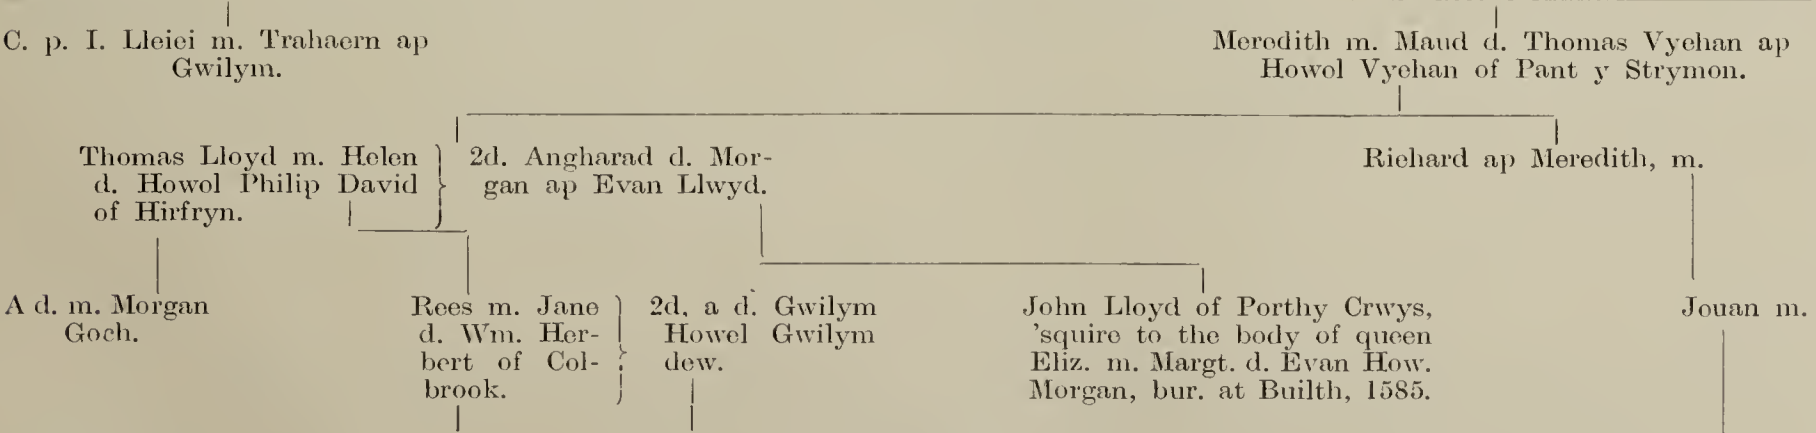 C. p. I. Lleici m. Trahaern ap
Gwilym.
Meredith m. Maud d. Thomas Vychan ap
Howol Vychan of Pant y Strymon.
Thomas Lloyd m. Helen
d. Howol Philip David
of Hirfryn.
2d. Angharad d. Mor-
gan ap Evan Llwyd.
Richard ap Meredith, m.
A d. m. Morgan
Goch.
Rees m. Jane
d. Wm. Her-
bert of Col-
brook.
2d, a d. Gwilym
Howel Gwilym
dew.
John Lloyd of Porthy Crwys,
'squire to the body of queen
Eliz. m. Margt. d. Evan How.
Morgan, bur. at Builth, 1585.
Jouan m.